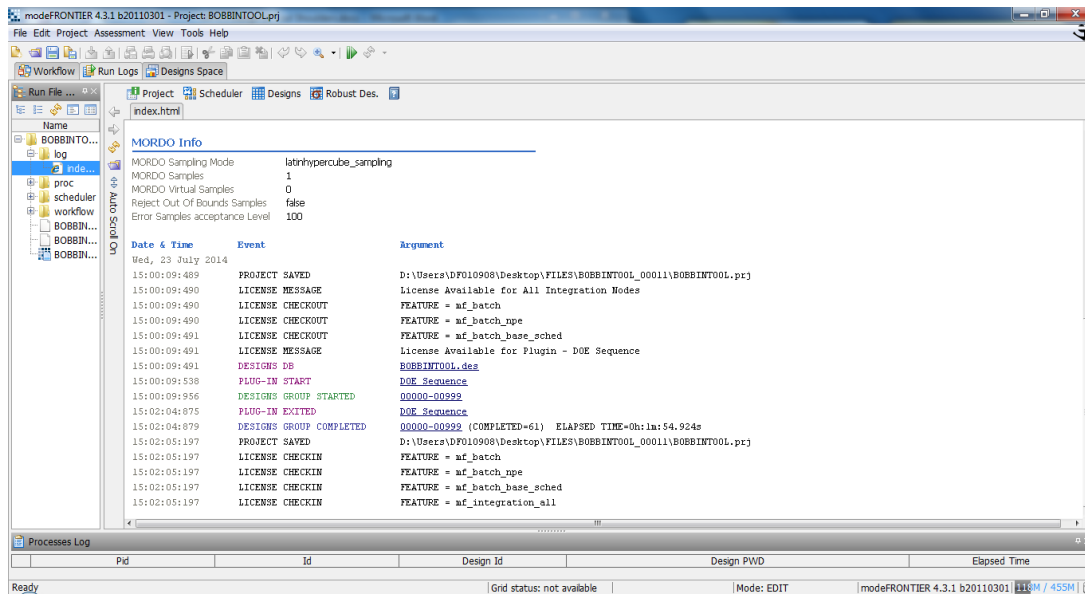 modeFRONTIER 4.3.1 b20110301 - Project: BOBBINTOOL.prj
File Edit Project Assessment View Tools Help
Workflow Run Logs Designs Space
Run File ... Project Scheduler Designs Robust Des.
index.html
Name
BOBBINTO...
log
inde...
proc
scheduler
workflow
BOBBIN...
BOBBIN...
BOBBIN...
Auto Scroll On
MORDO Info
MORDO Sampling Mode latinhypercube_sampling
MORDO Samples 1
MORDO Virtual Samples 0
Reject Out Of Bounds Samples false
Error Samples acceptance Level 100
Date & Time Event Argument
Wed, 23 July 2014
15:00:09:489 PROJECT SAVED D:\Users\DF010908\Desktop\FILES\BOBBINTOOL_00011\BOBBINTOOL.prj
15:00:09:490 LICENSE MESSAGE License Available for All Integration Nodes
15:00:09:490 LICENSE CHECKOUT FEATURE = mf_batch
15:00:09:490 LICENSE CHECKOUT FEATURE = mf_batch_npe
15:00:09:491 LICENSE CHECKOUT FEATURE = mf_batch_base_sched
15:00:09:491 LICENSE MESSAGE License Available for Plugin - DOE Sequence
15:00:09:491 DESIGNS DB BOBBINTOOL.des
15:00:09:538 PLUG-IN START DOE Sequence
15:00:09:956 DESIGNS GROUP STARTED 00000-00999
15:02:04:875 PLUG-IN EXITED DOE Sequence
15:02:04:879 DESIGNS GROUP COMPLETED 00000-00999 (COMPLETED=61) ELAPSED TIME=0h:1m:54.924s
15:02:05:197 PROJECT SAVED D:\Users\DF010908\Desktop\FILES\BOBBINTOOL_00011\BOBBINTOOL.prj
15:02:05:197 LICENSE CHECKIN FEATURE = mf_batch
15:02:05:197 LICENSE CHECKIN FEATURE = mf_batch_npe
15:02:05:197 LICENSE CHECKIN FEATURE = mf_batch_base_sched
15:02:05:197 LICENSE CHECKIN FEATURE = mf_integration_all
Processes Log
Pid Id Design Id Design PWD Elapsed Time
Ready Grid status: not available Mode: EDIT modeFRONTIER 4.3.1 b20110301 118M / 455M